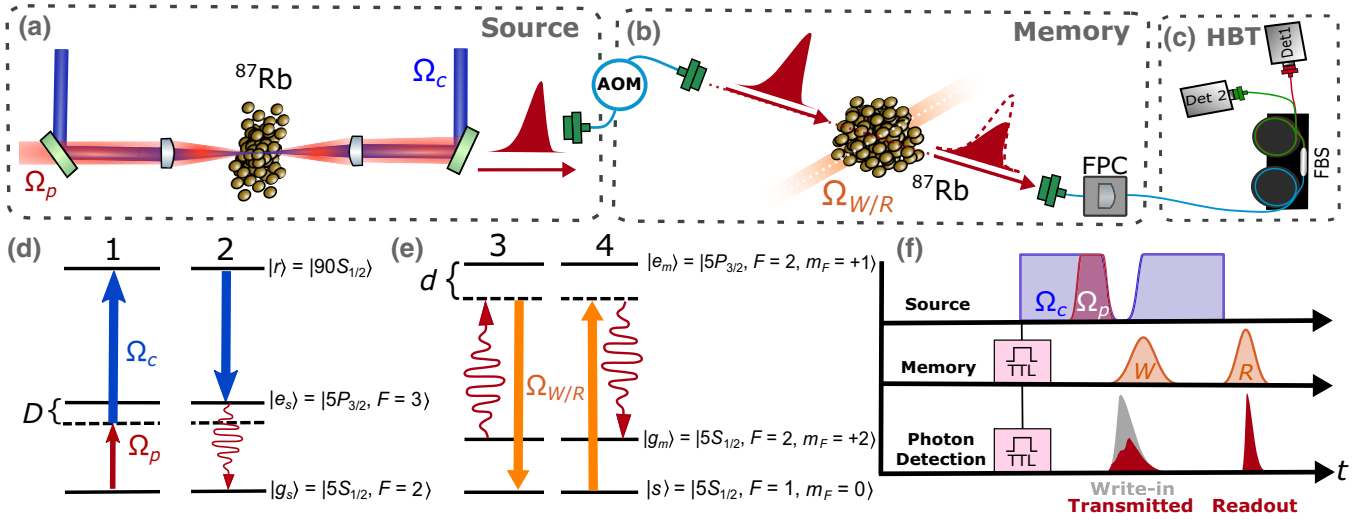 (a)
Source
Ωc
87Rb
Ωc
Ωp
(b)
Memory
AOM
ΩW/R
87Rb
FPC
(c) HBT
Det1
Det 2
FBS
(d)
1
2
|r⟩ = |90S1/2⟩
Ωc
D
|es⟩ = |5P3/2, F = 3⟩
Ωp
|gs⟩ = |5S1/2, F = 2⟩
(e)
3
4
d
|em⟩ = |5P3/2, F = 2, mF = +1⟩
ΩW/R
|gm⟩ = |5S1/2, F = 2, mF = +2⟩
|s⟩ = |5S1/2, F = 1, mF = 0⟩
(f)
Source
Ωc
Ωp
Memory
TTL
W
R
Photon
Detection
TTL
t
Write-in
Transmitted
Readout